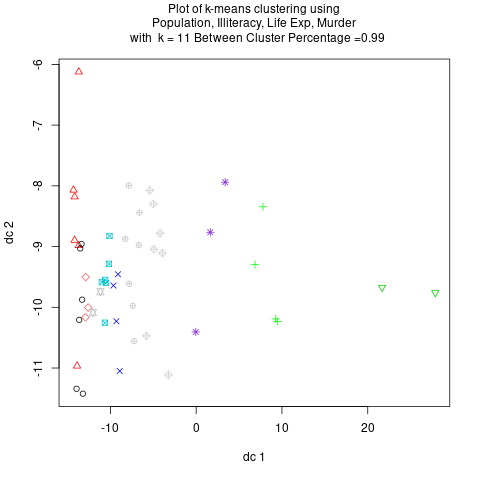 Plot of k-means clustering using
Population, Illiteracy, Life Exp, Murder
with k = 11 Between Cluster Percentage =0.99
-6
-7
-8
-9
-10
-11
dc 2
-10 0 10 20
dc 1